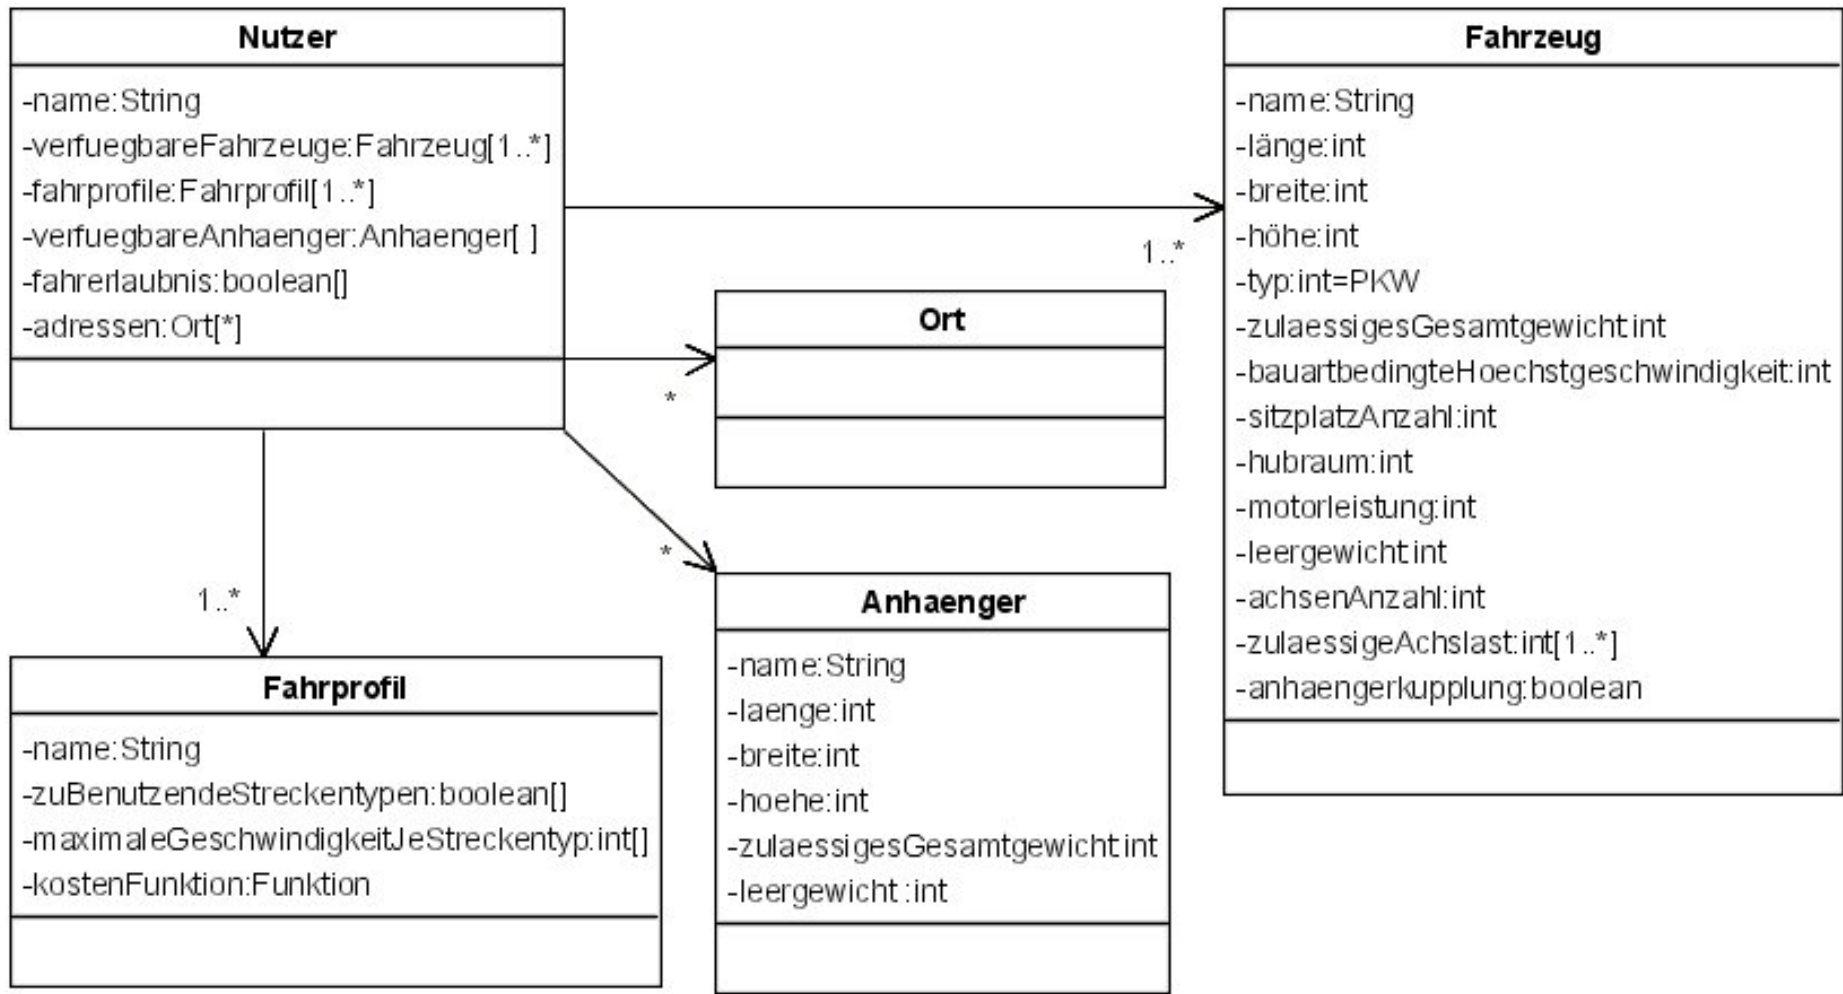 Nutzer
-name:String
-verfuegbareFahrzeuge:Fahrzeug[1..*]
-fahrprofile:Fahrprofil[1..*]
-verfuegbareAnhaenger:Anhaenger[ ]
-fahrerlaubnis:boolean[]
-adressen:Ort[*]
1..*
*
*
1..*
Fahrzeug
-name:String
-länge:int
-breite:int
-höhe:int
-typ:int=PKW
-zulaessigesGesamtgewicht:int
-bauartbedingteHoechstgeschwindigkeit:int
-sitzplatzAnzahl:int
-hubraum:int
-motorleistung:int
-leergewicht:int
-achsenAnzahl:int
-zulaessigeAchslast:int[1..*]
-anhaengerkupplung:boolean
Ort
Fahrprofil
-name:String
-zuBenutzendeStreckentypen:boolean[]
-maximaleGeschwindigkeitJeStreckentyp:int[]
-kostenFunktion:Funktion
Anhaenger
-name:String
-laenge:int
-breite:int
-hoehe:int
-zulaessigesGesamtgewicht:int
-leergewicht :int